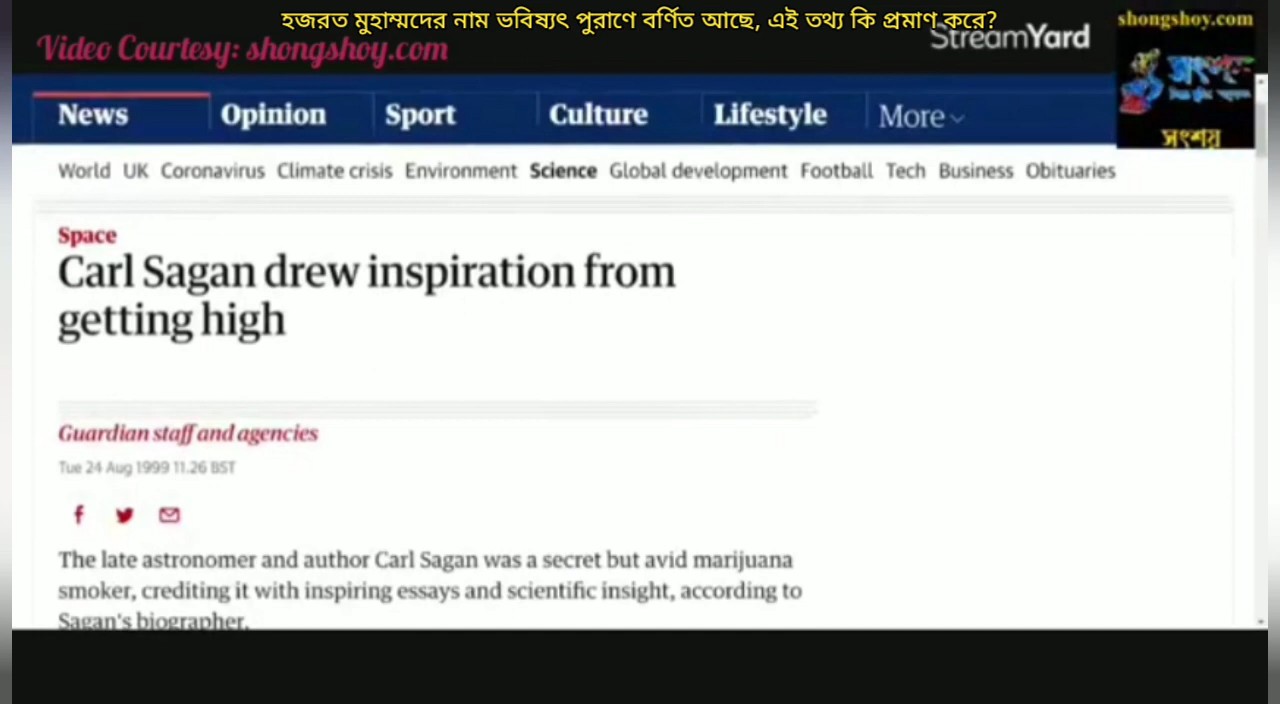 হজরত মুহাম্মদের নাম ভবিষ্যৎ পুরাণে বর্ণিত আছে, এই তথ্য কি প্রমাণ করে?
Video Courtesy: shongshoy.com
StreamYard
shongshoy.com
সংশয়
News Opinion Sport Culture Lifestyle More
World UK Coronavirus Climate crisis Environment Science Global development Football Tech Business Obituaries
Space
Carl Sagan drew inspiration from
getting high
Guardian staff and agencies
Tue 24 Aug 1999 11.26 BST
The late astronomer and author Carl Sagan was a secret but avid marijuana
smoker, crediting it with inspiring essays and scientific insight, according to
Sagan's biographer.